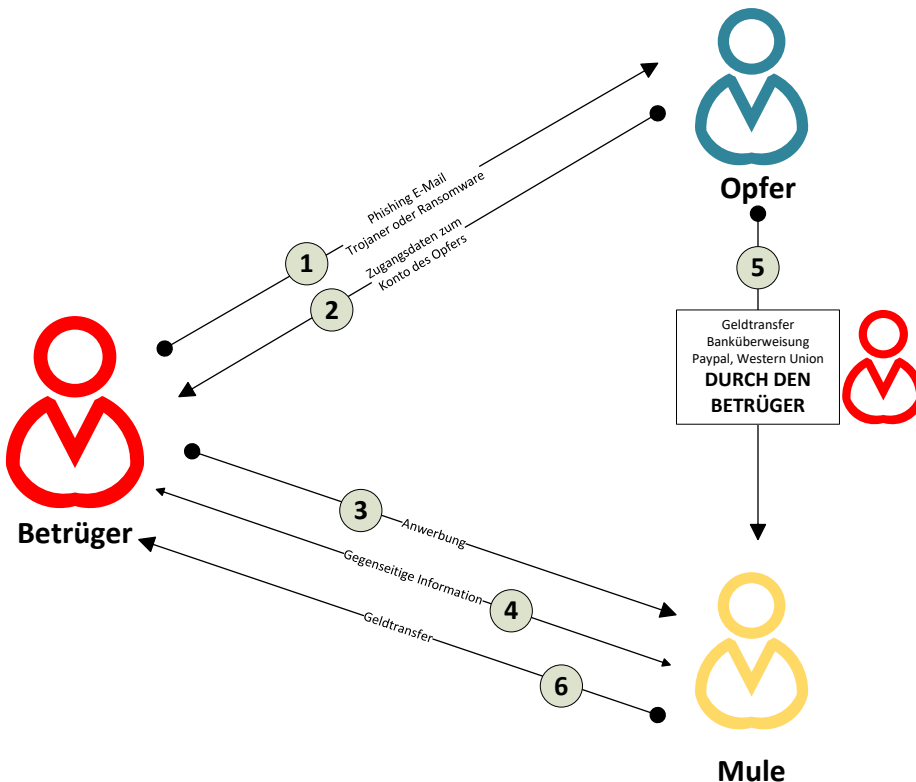 Opfer
Phishing E-Mail
Trojaner oder Ransomware
1
Zugangsdaten zum
Konto des Opfers
2
5
Geldtransfer
Banküberweisung
Paypal, Western Union
DURCH DEN
BETRÜGER
Betrüger
3
Anwerbung
Gegenseitige Information
4
Geldtransfer
6
Mule